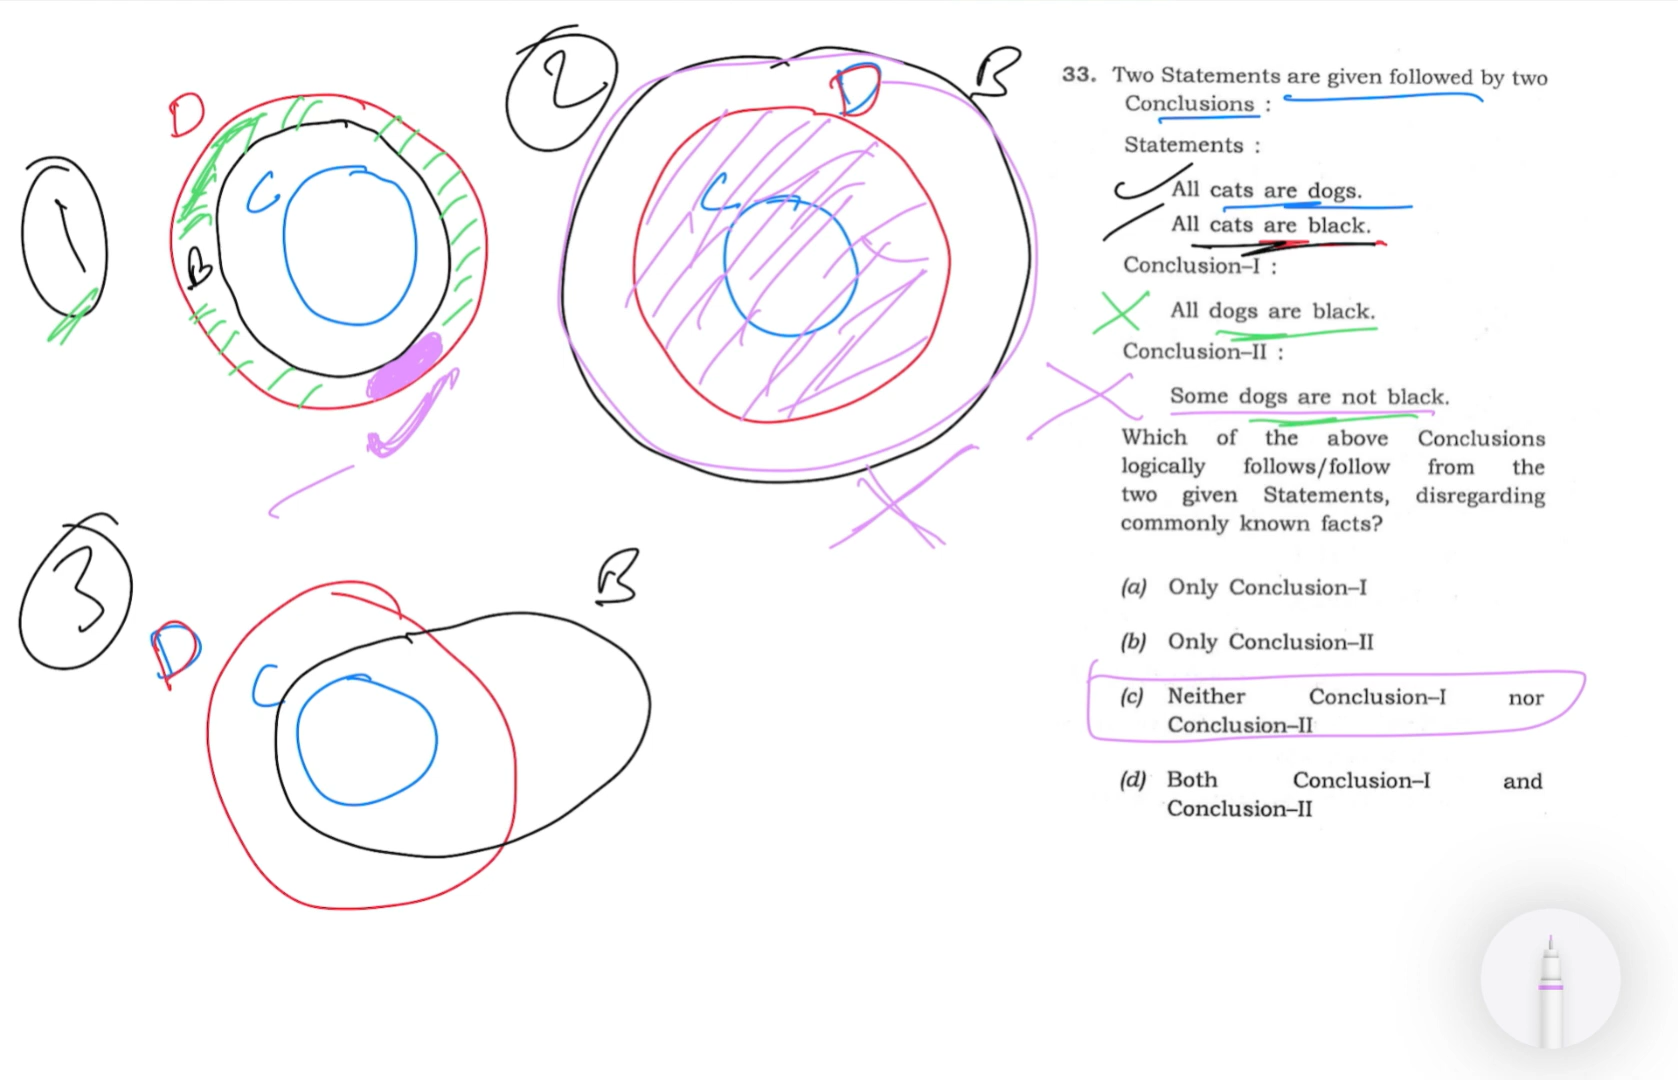 1
D
C
B
2
D
B
C
3
D
C
B
33. Two Statements are given followed by two
Conclusions :
Statements :
All cats are dogs.
All cats are black.
Conclusion–I :
All dogs are black.
Conclusion–II :
Some dogs are not black.
Which of the above Conclusions
logically follows/follow from the
two given Statements, disregarding
commonly known facts?
(a) Only Conclusion–I
(b) Only Conclusion–II
(c) Neither Conclusion–I nor
Conclusion–II
(d) Both Conclusion–I and
Conclusion–II